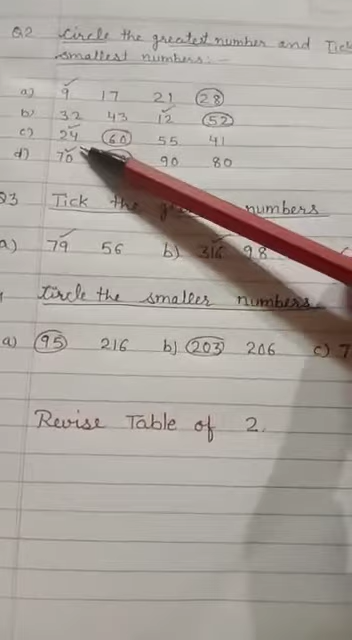 Q2 Circle the greatest number and Tick
smallest numbers:-
a) 9 17 21 28
b) 32 43 12 52
c) 24 60 55 41
d) 70 90 80
Q3 Tick the numbers
a) 79 56 b) 316 98
Circle the smaller numbers
a) 95 216 b) 203 206 c) 7
Revise Table of 2.